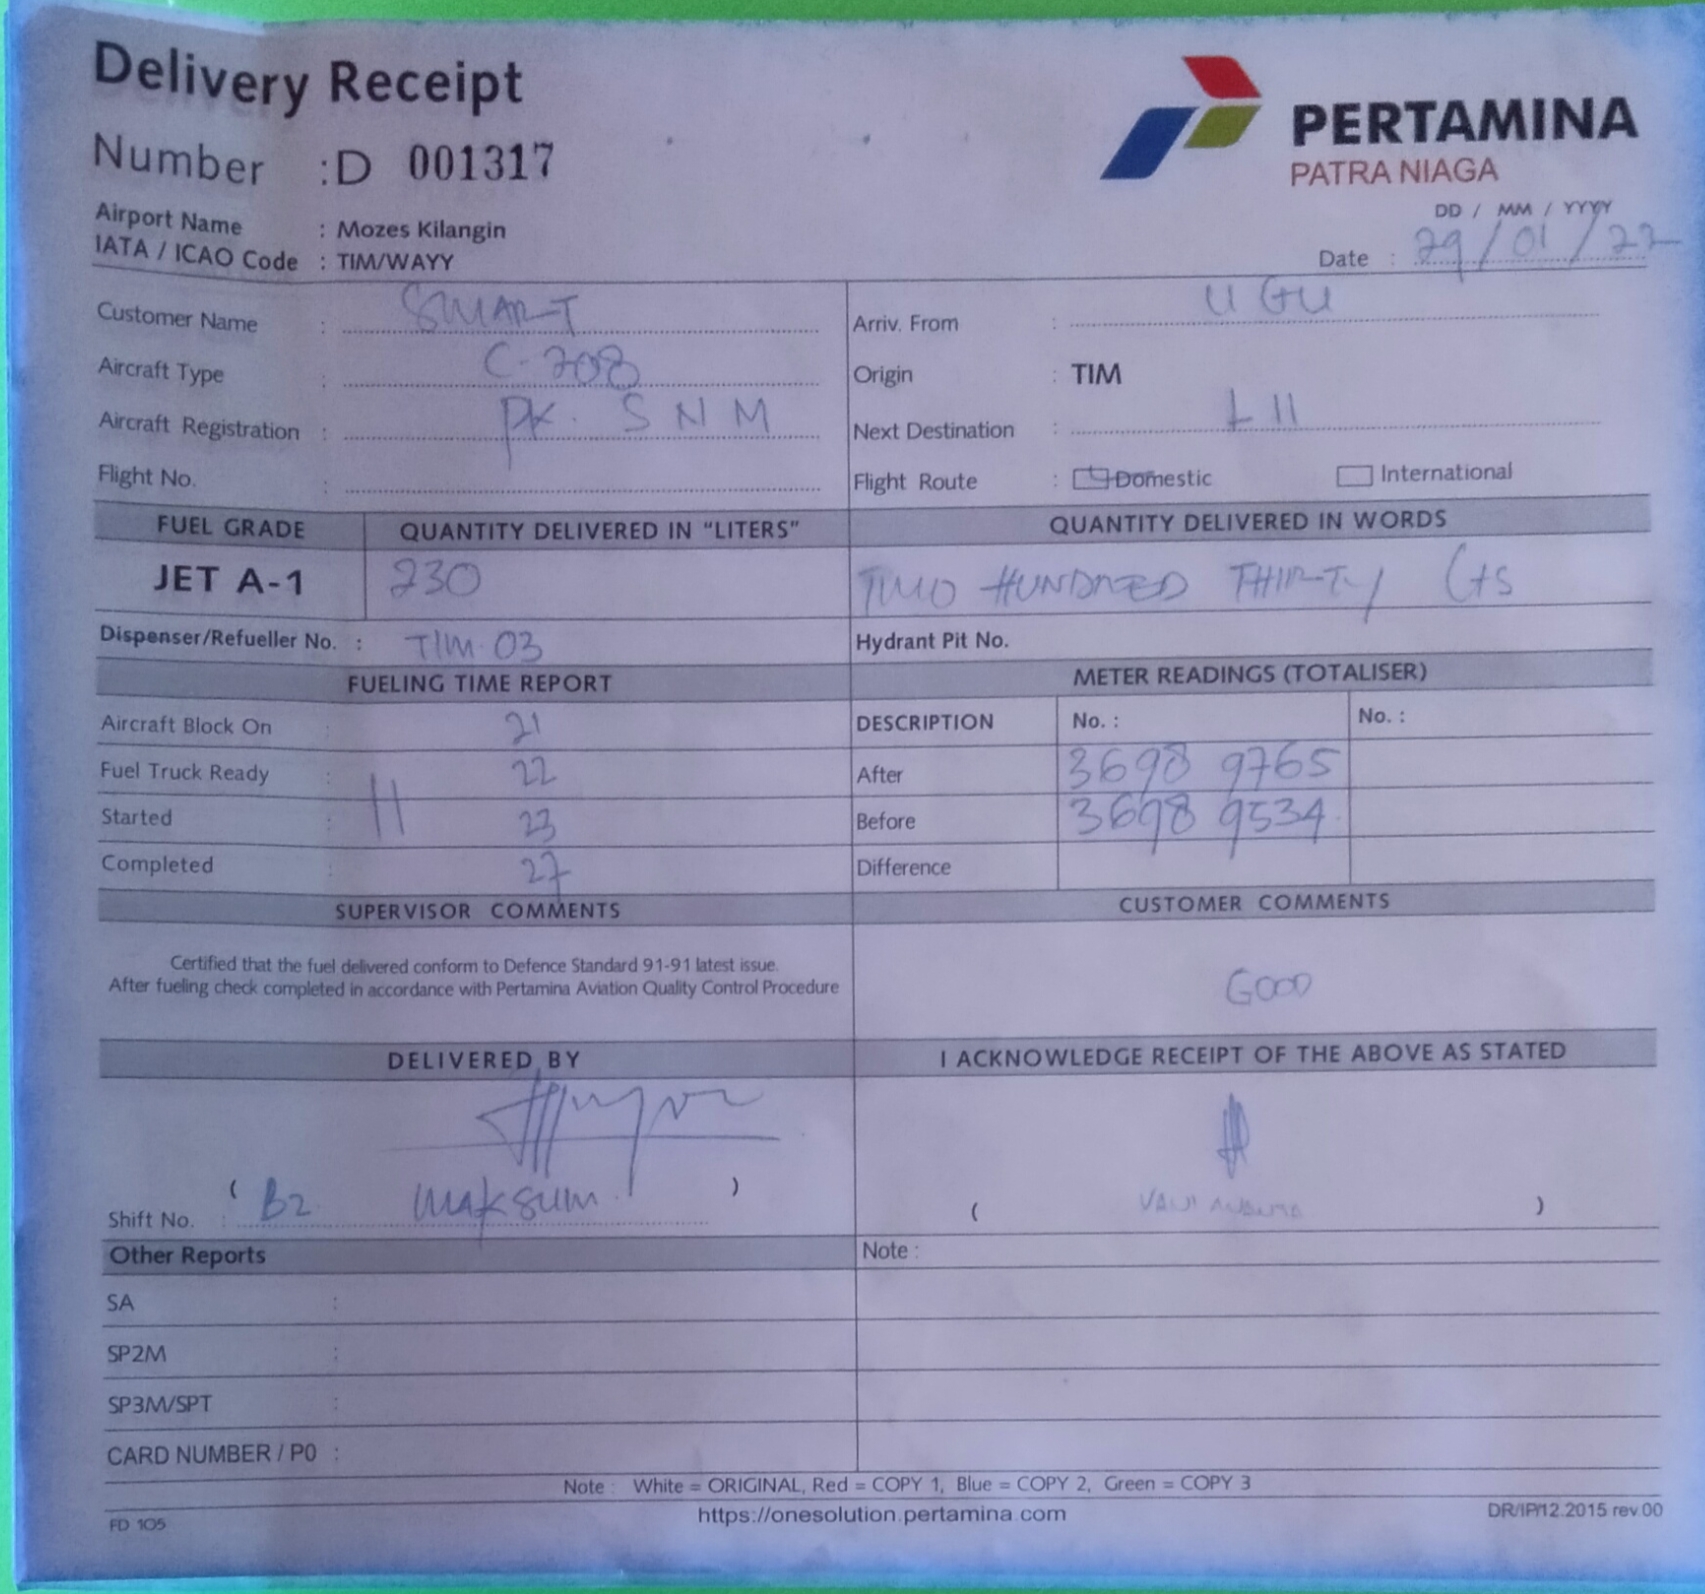 Delivery Receipt
Number : D 001317
PERTAMINA
PATRA NIAGA
Airport Name : Mozes Kilangin
IATA / ICAO Code : TIM/WAYY
DD / MM / YYYY
Date : 29/01/22
Customer Name : SMART
Arriv. From : UGU
Aircraft Type : C-208
Origin : TIM
Aircraft Registration : PK. SNM
Next Destination :
Flight No. :
Flight Route : Domestic International
FUEL GRADE QUANTITY DELIVERED IN "LITERS" QUANTITY DELIVERED IN WORDS
JET A-1 230 TWO HUNDRED THIRTY Lts
Dispenser/Refueller No. : TIM 03 Hydrant Pit No.
FUELING TIME REPORT METER READINGS (TOTALISER)
Aircraft Block On : 21 DESCRIPTION No. : No. :
Fuel Truck Ready : 22 After 3698 9765
Started : 11 23 Before 3698 9534
Completed : 27 Difference
SUPERVISOR COMMENTS CUSTOMER COMMENTS
Certified that the fuel delivered conform to Defence Standard 91-91 latest issue.
After fueling check completed in accordance with Pertamina Aviation Quality Control Procedure
GOOD
DELIVERED BY I ACKNOWLEDGE RECEIPT OF THE ABOVE AS STATED
( )
Shift No. : B2 Maksum
( )
Other Reports Note :
SA :
SP2M :
SP3M/SPT :
CARD NUMBER / P0 :
Note : White = ORIGINAL, Red = COPY 1, Blue = COPY 2, Green = COPY 3
https://onesolution.pertamina.com
FD 105
DR/IP/12.2015 rev.00